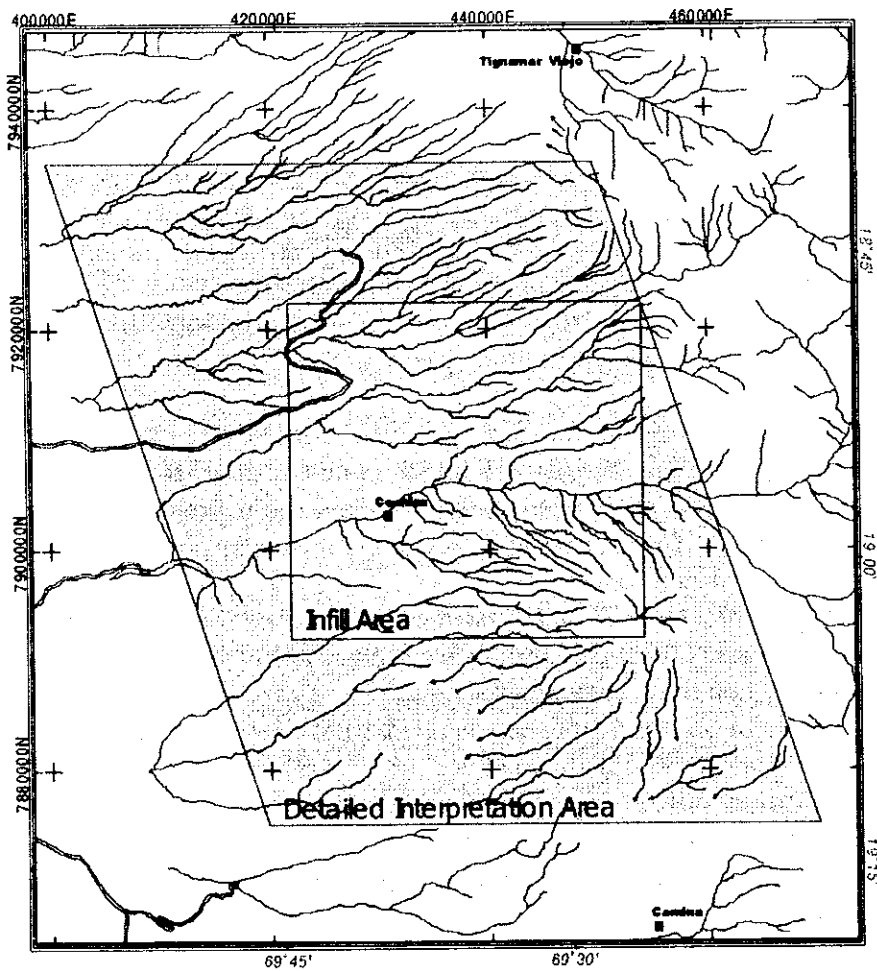 400000E 420000E 440000E 460000E
Tignamar Viejo
7940000N
18°45'
7920000N
7900000N
19°00'
Infill Area
7880000N
Detailed Interpretation Area
19°15'
Camina
69°45' 69°30'